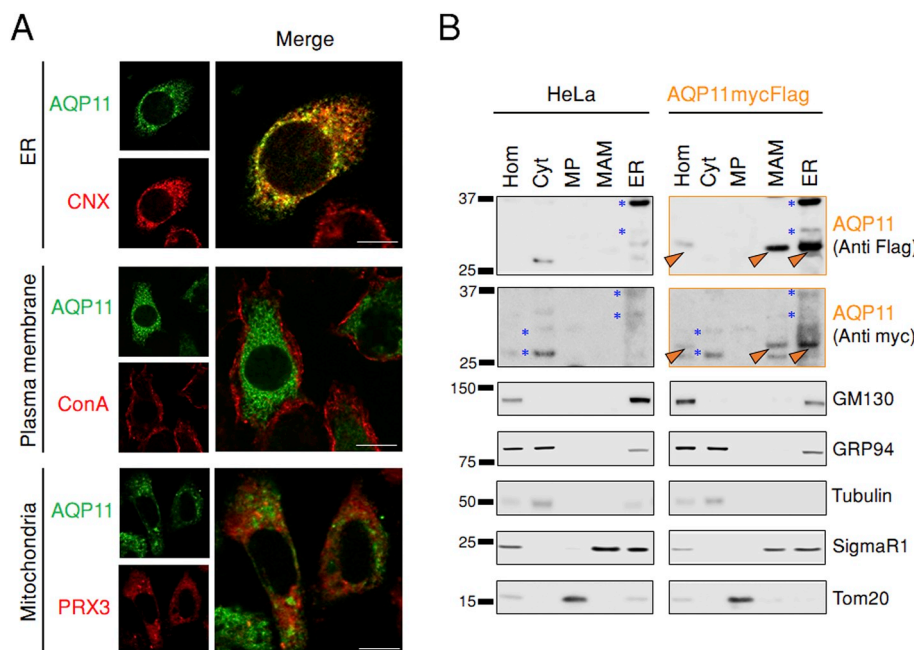 A
Merge
ER
AQP11
CNX
Plasma membrane
AQP11
ConA
Mitochondria
AQP11
PRX3
B
HeLa
AQP11mycFlag
Hom
Cyt
MP
MAM
ER
Hom
Cyt
MP
MAM
ER
37
25
*
*
*
*
AQP11
(Anti Flag)
37
25
*
*
*
*
*
*
*
*
AQP11
(Anti myc)
150
GM130
75
GRP94
50
Tubulin
25
SigmaR1
15
Tom20